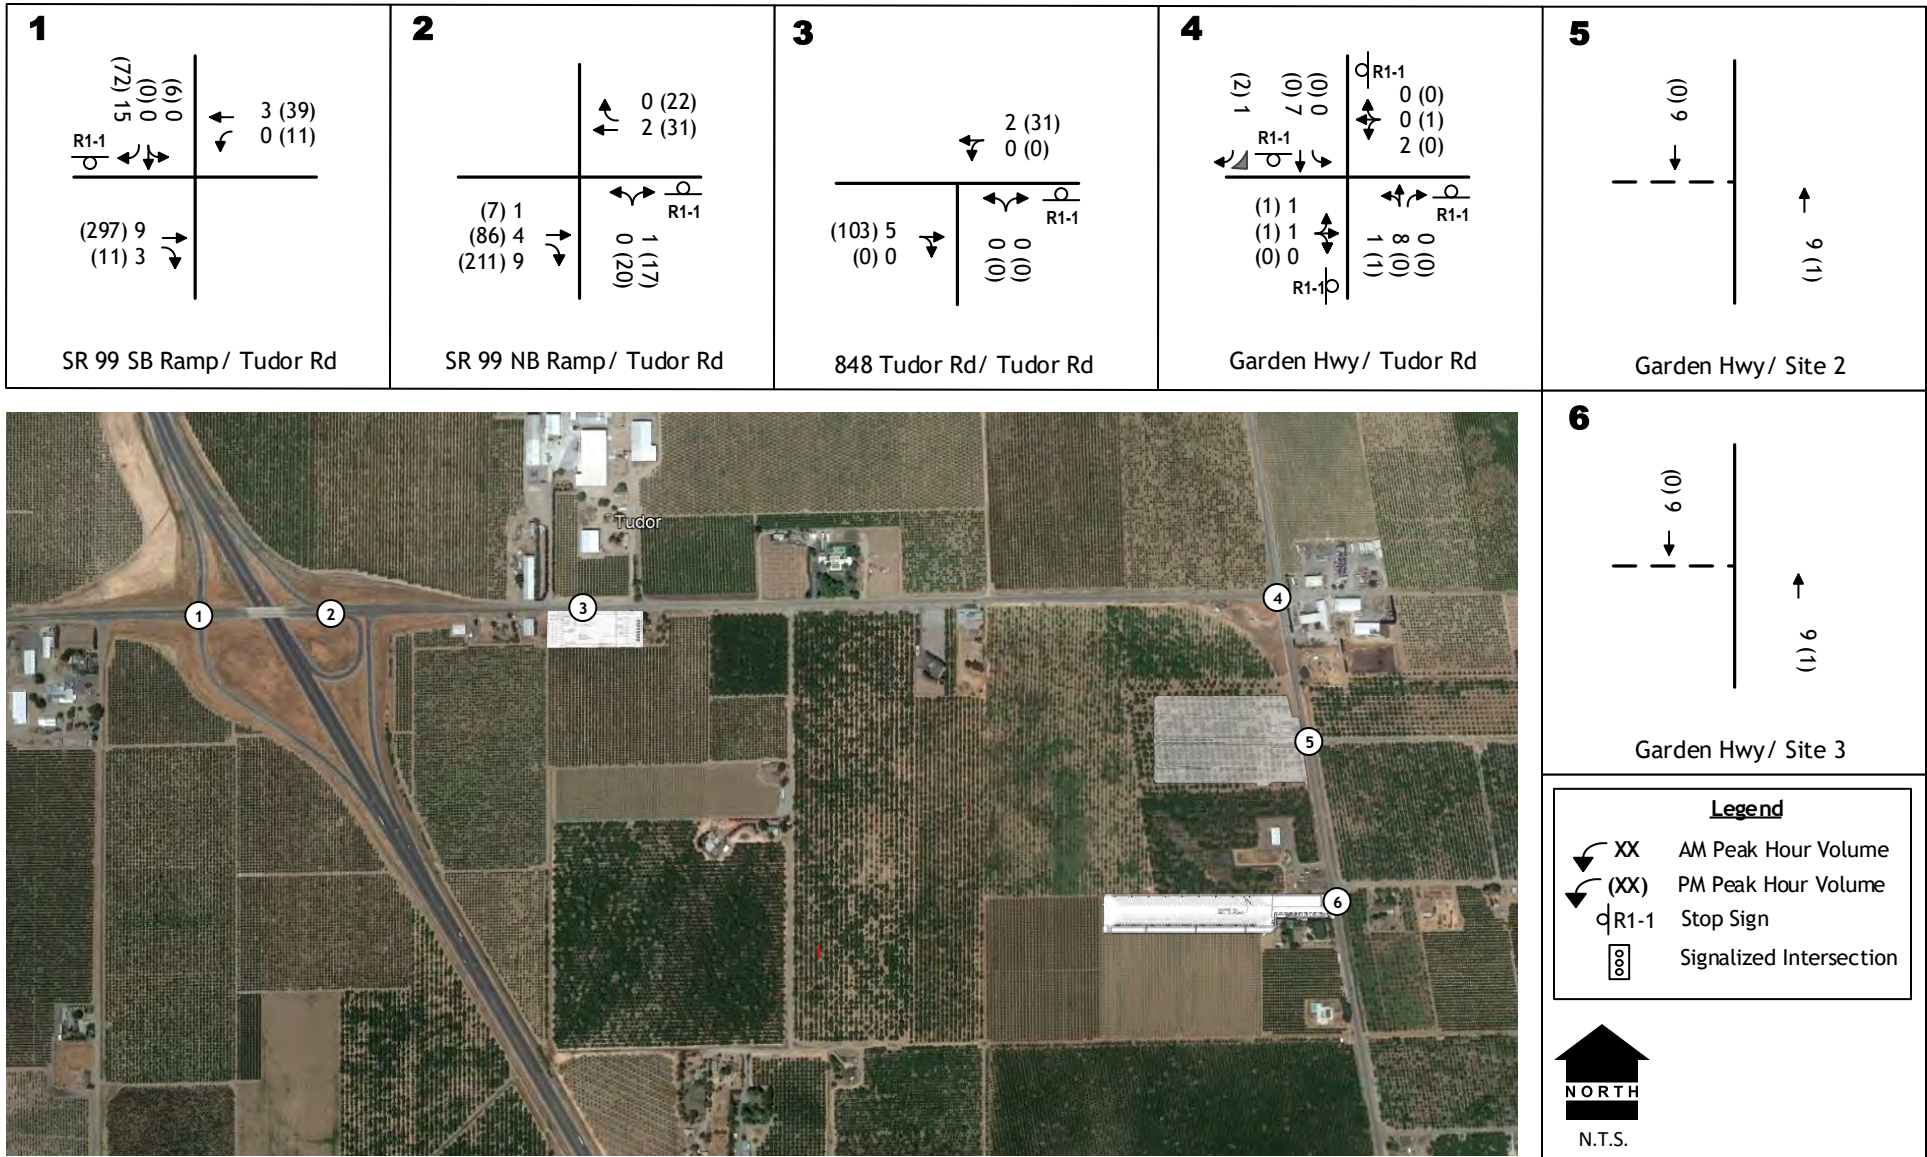 1
(72) 15
(0) 0
(6) 0
3 (39)
0 (11)
R1-1
(297) 9
(11) 3
SR 99 SB Ramp/ Tudor Rd
2
0 (22)
2 (31)
R1-1
(7) 1
(86) 4
(211) 9
0 (20)
1 (17)
SR 99 NB Ramp/ Tudor Rd
3
2 (31)
0 (0)
R1-1
(103) 5
(0) 0
0 (0)
0 (0)
848 Tudor Rd/ Tudor Rd
4
(2) 1
(0) 7
(0) 0
R1-1
0 (0)
0 (1)
2 (0)
R1-1
R1-1
(1) 1
(1) 1
(0) 0
1 (1)
8 (0)
0 (0)
R1-1
Garden Hwy/ Tudor Rd
5
(0) 9
9 (1)
Garden Hwy/ Site 2
6
(0) 9
9 (1)
Garden Hwy/ Site 3
Tudor
1
2
3
4
5
6
Legend
XX AM Peak Hour Volume
(XX) PM Peak Hour Volume
R1-1 Stop Sign
Signalized Intersection
NORTH
N.T.S.